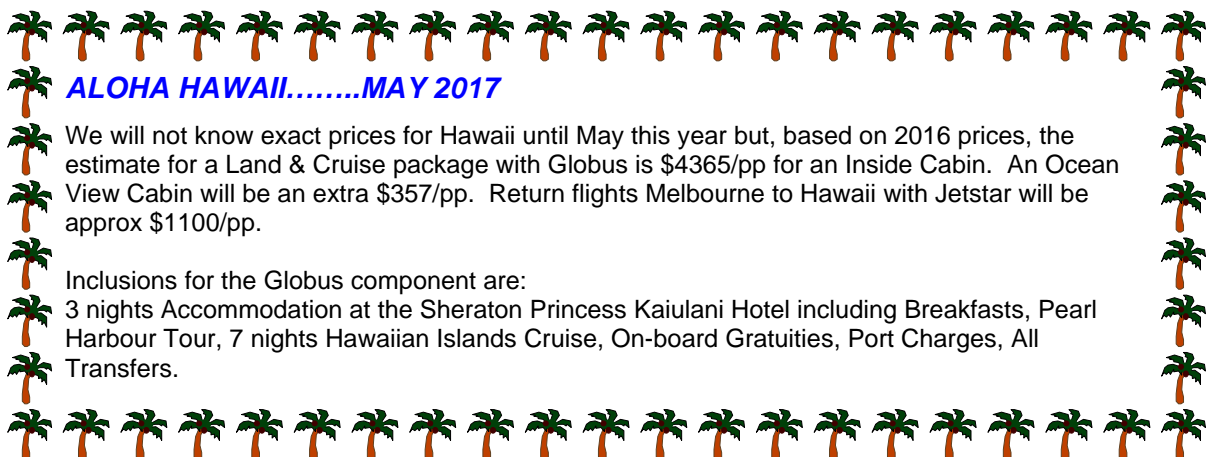 ALOHA HAWAII……..MAY 2017
We will not know exact prices for Hawaii until May this year but, based on 2016 prices, the
estimate for a Land & Cruise package with Globus is $4365/pp for an Inside Cabin.  An Ocean
View Cabin will be an extra $357/pp.  Return flights Melbourne to Hawaii with Jetstar will be
approx $1100/pp.
Inclusions for the Globus component are:
3 nights Accommodation at the Sheraton Princess Kaiulani Hotel including Breakfasts, Pearl
Harbour Tour, 7 nights Hawaiian Islands Cruise, On-board Gratuities, Port Charges, All
Transfers.